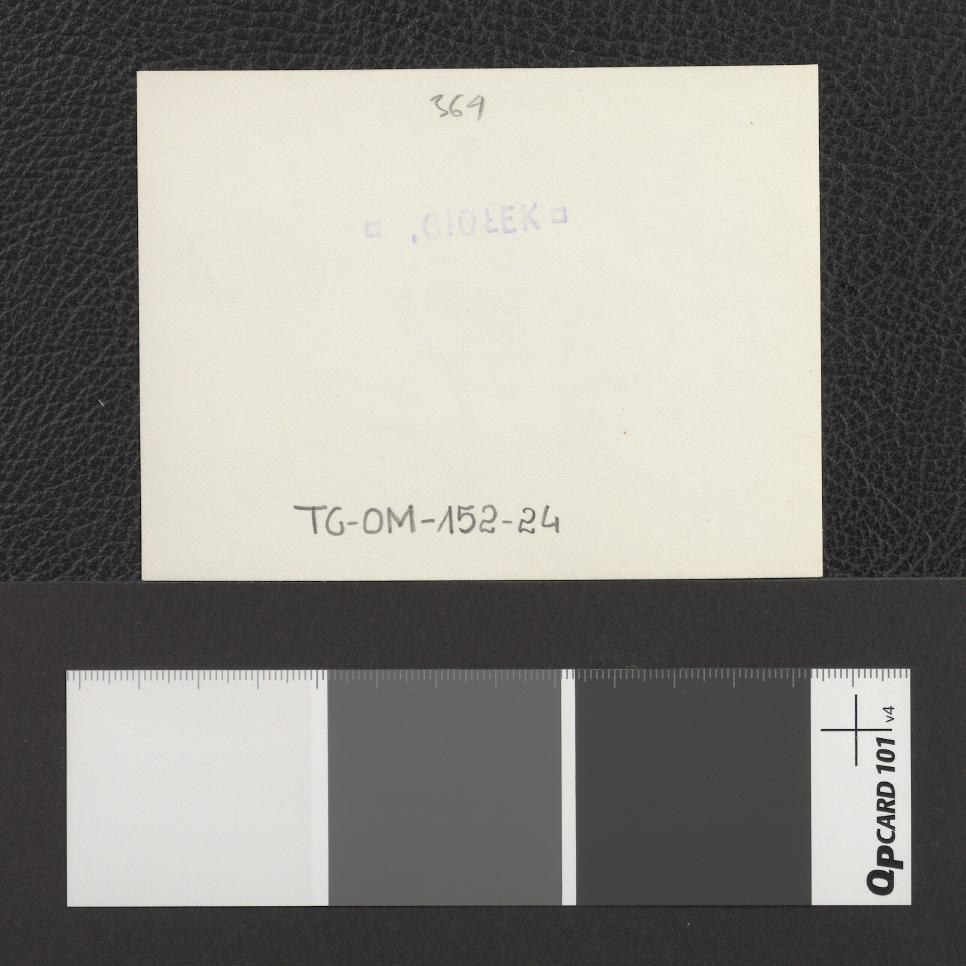 369
CIOŁEK
TG-OM-152-24
QPCARD 101 v4